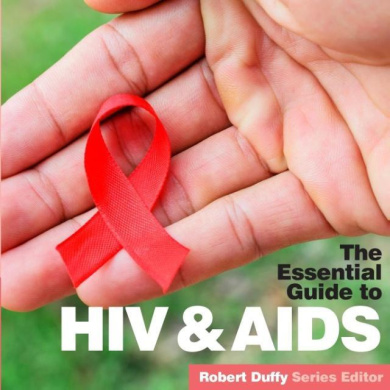 The
Essential
Guide to
HIV & AIDS
Robert Duffy Series Editor